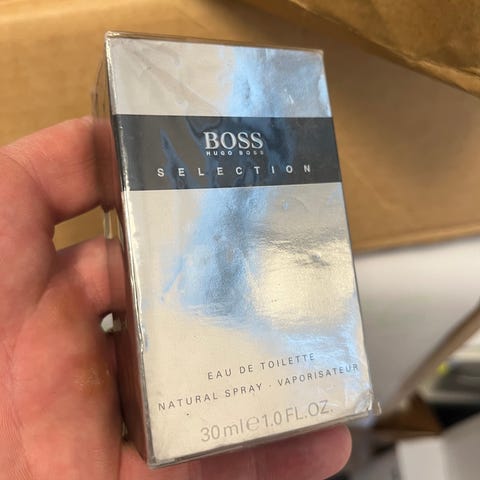 BOSS
HUGO BOSS
SELECTION
EAU DE TOILETTE
NATURAL SPRAY · VAPORISATEUR
30ml e 1.0 FL.OZ.